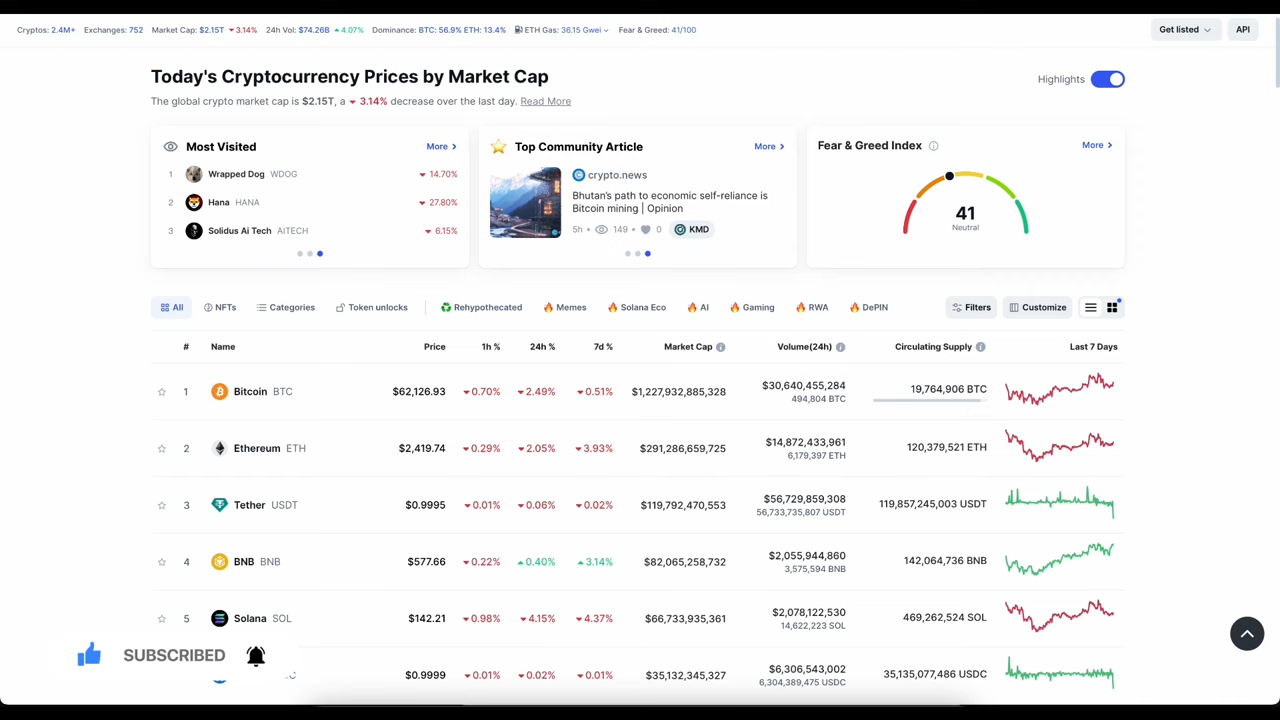 Cryptos: 2.4M+ Exchanges: 752 Market Cap: $2.15T 3.14% 24h Vol: $74.26B 4.07% Dominance: BTC: 56.9% ETH: 13.4% ETH Gas: 36.15 Gwei Fear & Greed: 41/100 Get listed API
Today's Cryptocurrency Prices by Market Cap
Highlights
The global crypto market cap is $2.15T, a 3.14% decrease over the last day. Read More
Most Visited More
1 Wrapped Dog WDOG 14.70%
2 Hana HANA 27.80%
3 Solidus Ai Tech AITECH 6.15%
Top Community Article More
crypto.news
Bhutan's path to economic self-reliance is
Bitcoin mining | Opinion
5h • 149 • 0 KMD
Fear & Greed Index More
41
Neutral
All NFTs Categories Token unlocks Rehypothecated Memes Solana Eco AI Gaming RWA DePIN Filters Customize
# Name Price 1h % 24h % 7d % Market Cap Volume(24h) Circulating Supply Last 7 Days
1 Bitcoin BTC $62,126.93 0.70% 2.49% 0.51% $1,227,932,885,328 $30,640,455,284 19,764,906 BTC
494,804 BTC
2 Ethereum ETH $2,419.74 0.29% 2.05% 3.93% $291,286,659,725 $14,872,433,961 120,379,521 ETH
6,179,397 ETH
3 Tether USDT $0.9995 0.01% 0.06% 0.02% $119,792,470,553 $56,729,859,308 119,857,245,003 USDT
56,733,735,807 USDT
4 BNB BNB $577.66 0.22% 0.40% 3.14% $82,065,258,732 $2,055,944,860 142,064,736 BNB
3,575,594 BNB
5 Solana SOL $142.21 0.98% 4.15% 4.37% $66,733,935,361 $2,078,122,530 469,262,524 SOL
14,622,223 SOL
SUBSCRIBED
$0.9999 0.01% 0.02% 0.01% $35,132,345,327 $6,306,543,002 35,135,077,486 USDC
6,304,389,475 USDC